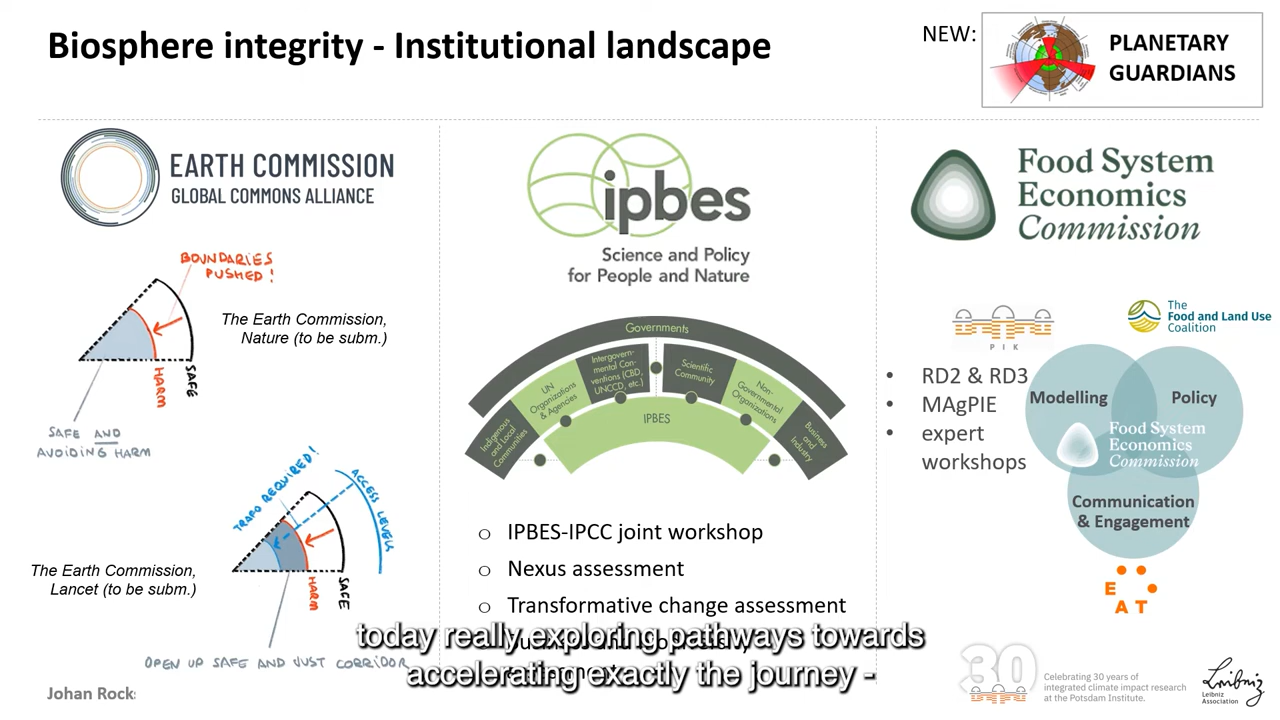 Biosphere integrity - Institutional landscape
NEW:
PLANETARY
GUARDIANS
EARTH COMMISSION
GLOBAL COMMONS ALLIANCE
BOUNDARIES
PUSHED!
The Earth Commission,
Nature (to be subm.)
HARM
SAFE
SAFE AND
AVOIDING HARM
TRAFO REQUIRED!
ACCESS LEVELS
The Earth Commission,
Lancet (to be subm.)
HARM
SAFE
OPEN UP SAFE AND JUST CORRIDOR
ipbes
Science and Policy
for People and Nature
Governments
Indigenous
and Local
Communities
UN
Organizations
& Agencies
Intergovern-
mental Con-
ventions (CBD,
UNCCD, etc.)
Scientific
Community
Non-
Governmental
Organizations
Business
and
Industry
IPBES
o IPBES-IPCC joint workshop
o Nexus assessment
o Transformative change assessment
today really exploring pathways towards
accelerating exactly the journey -
Food System
Economics
Commission
PIK
The
Food and Land Use
Coalition
• RD2 & RD3
• MAgPIE
• expert
workshops
Modelling
Policy
Food System
Economics
Commission
Communication
& Engagement
E
A T
Johan Rocks
30
Celebrating 30 years of
integrated climate impact research
at the Potsdam Institute.
Leibniz
Leibniz
Association